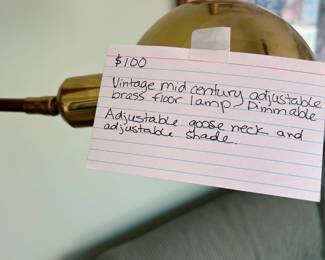 $100
Vintage mid century adjustable
brass floor lamp, Dimmable
Adjustable goose neck and
adjustable shade.